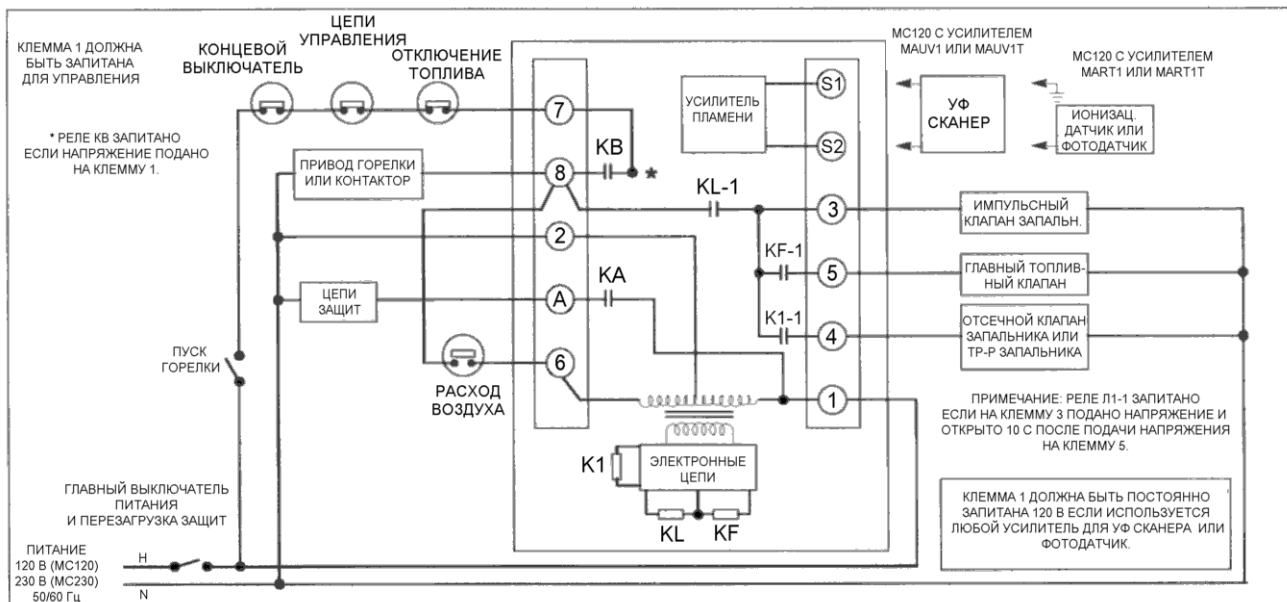 КЛЕММА 1 ДОЛЖНА
БЫТЬ ЗАПИТАНА
ДЛЯ УПРАВЛЕНИЯ
КОНЦЕВОЙ
ВЫКЛЮЧАТЕЛЬ
ЦЕПИ
УПРАВЛЕНИЯ
ОТКЛЮЧЕНИЕ
ТОПЛИВА
* РЕЛЕ КВ ЗАПИТАНО
ЕСЛИ НАПРЯЖЕНИЕ ПОДАНО
НА КЛЕММУ 1.
ПРИВОД ГОРЕЛКИ
ИЛИ КОНТАКТОР
ЦЕПИ
ЗАЩИТ
ПУСК
ГОРЕЛКИ
РАСХОД
ВОЗДУХА
ГЛАВНЫЙ ВЫКЛЮЧАТЕЛЬ
ПИТАНИЯ
И ПЕРЕЗАГРУЗКА ЗАЩИТ
ПИТАНИЕ
120 В (МС120)
230 В (МС230)
50/60 Гц
H
N
7
8
2
A
6
KB
*
KA
KL-1
KF-1
K1-1
УСИЛИТЕЛЬ
ПЛАМЕНИ
S1
S2
3
5
4
1
K1
ЭЛЕКТРОННЫЕ
ЦЕПИ
KL
KF
МС120 С УСИЛИТЕЛЕМ
MAUV1 ИЛИ MAUV1T
МС120 С УСИЛИТЕЛЕМ
MART1 ИЛИ MART1T
УФ
СКАНЕР
ИОНИЗАЦ.
ДАТЧИК ИЛИ
ФОТОДАТЧИК
ИМПУЛЬСНЫЙ
КЛАПАН ЗАПАЛЬН.
ГЛАВНЫЙ ТОПЛИВ-
НЫЙ КЛАПАН
ОТСЕЧНОЙ КЛАПАН
ЗАПАЛЬНИКА ИЛИ
ТР-Р ЗАПАЛЬНИКА
ПРИМЕЧАНИЕ: РЕЛЕ Л1-1 ЗАПИТАНО
ЕСЛИ НА КЛЕММУ 3 ПОДАНО НАПРЯЖЕНИЕ И
ОТКРЫТО 10 С ПОСЛЕ ПОДАЧИ НАПРЯЖЕНИЯ
НА КЛЕММУ 5.
КЛЕММА 1 ДОЛЖНА БЫТЬ ПОСТОЯННО
ЗАПИТАНА 120 В ЕСЛИ ИСПОЛЬЗУЕТСЯ
ЛЮБОЙ УСИЛИТЕЛЬ ДЛЯ УФ СКАНЕРА ИЛИ
ФОТОДАТЧИК.